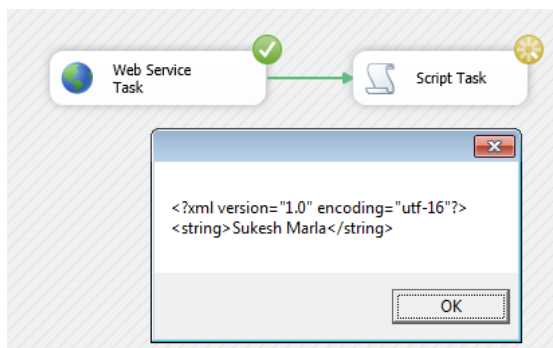 Web Service
Task
Script Task
<?xml version="1.0" encoding="utf-16"?>
<string>Sukesh Marla</string>
OK